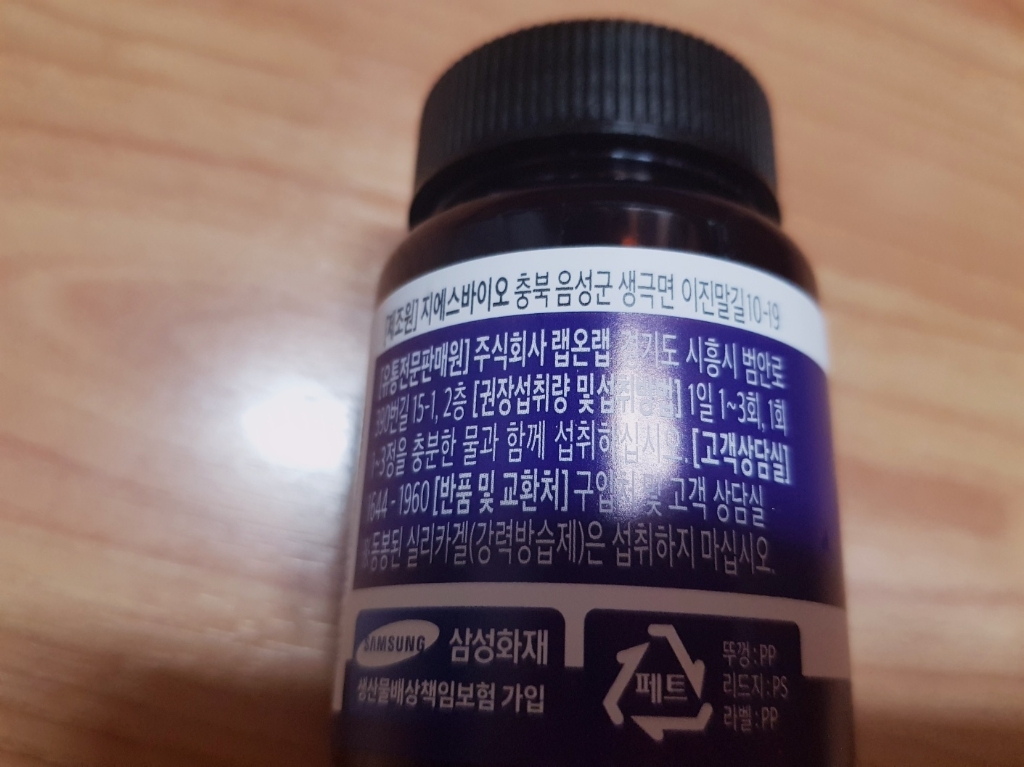 [제조원] 지에스바이오 충북 음성군 생극면 이진말길10-19
[유통전문판매원] 주식회사 랩온랩 경기도 시흥시 범안로
390번길 15-1, 2층 [권장섭취량 및 섭취방법] 1일 1~3회, 1회
1~3정을 충분한 물과 함께 섭취하십시오. [고객상담실]
1644-1960 [반품 및 교환처] 구입처 및 고객 상담실
※동봉된 실리카겔(강력방습제)은 섭취하지 마십시오.
SAMSUNG 삼성화재
생산물배상책임보험 가입
페트
뚜껑:PP
리드지:PS
라벨:PP